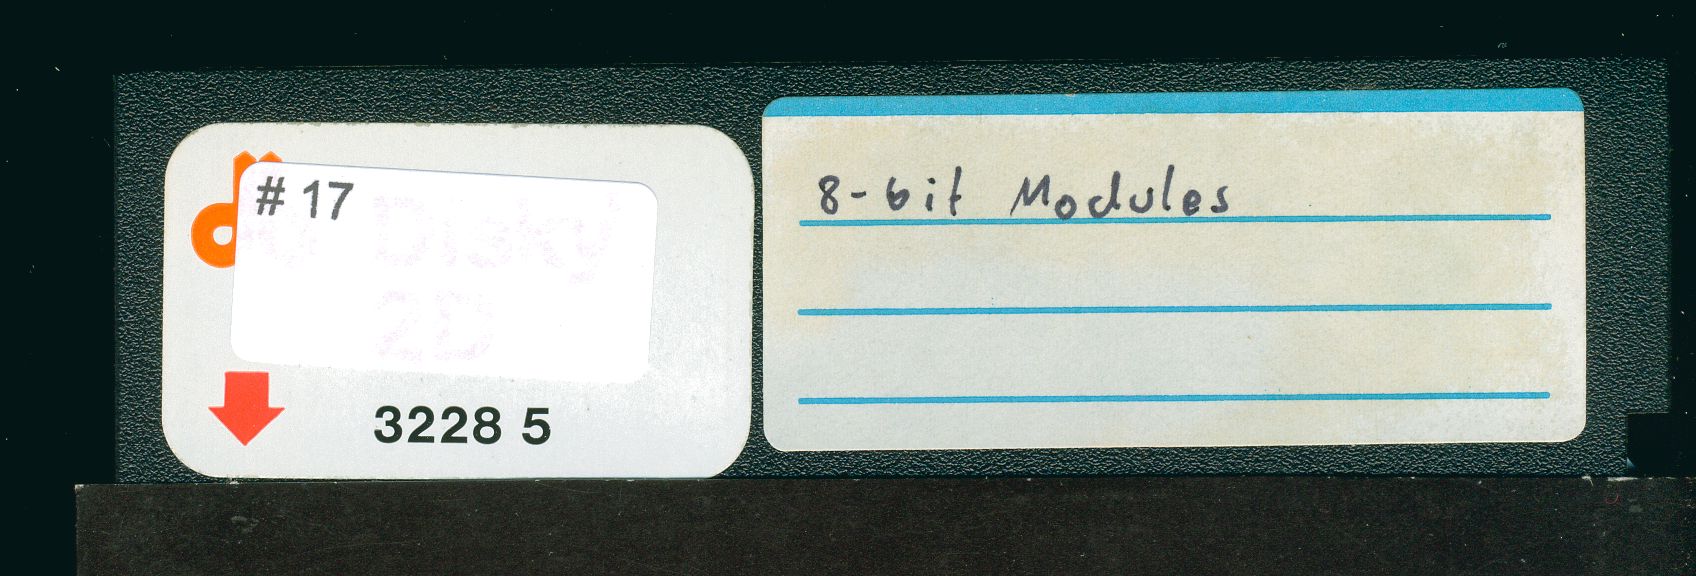 # 17
3228 5
8-bit Modules